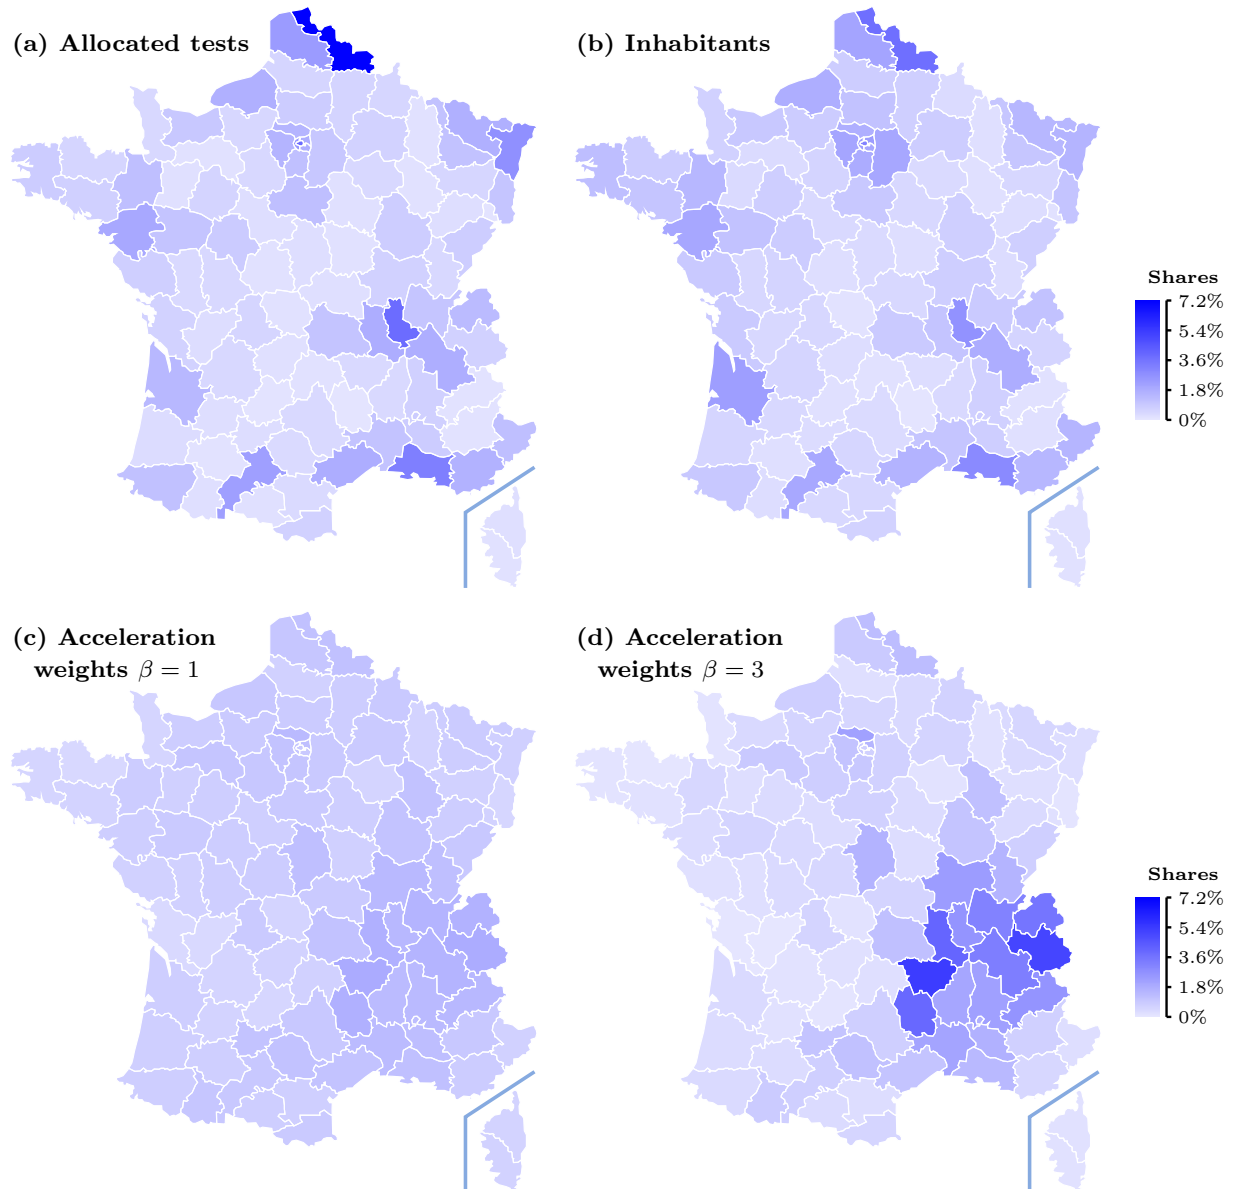 (a) Allocated tests
(b) Inhabitants
Shares
7.2%
5.4%
3.6%
1.8%
0%
(c) Acceleration
weights β = 1
(d) Acceleration
weights β = 3
Shares
7.2%
5.4%
3.6%
1.8%
0%